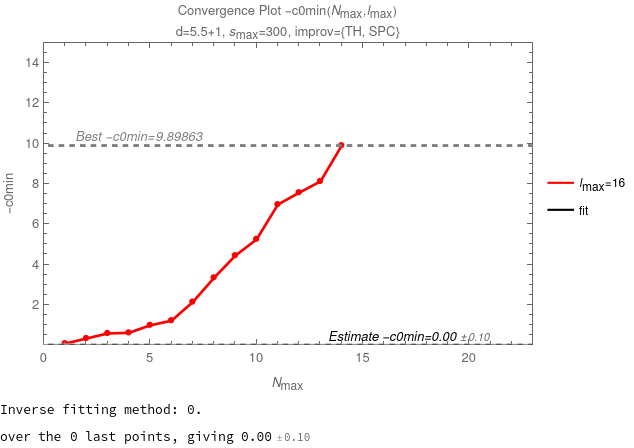 Convergence Plot −c0min(Nmax,lmax)
d=5.5+1, smax=300, improv={TH, SPC}
14
12
10
8
6
4
2
−c0min
Best −c0min=9.89863
Estimate −c0min=0.00 ±0.10
0
5
10
15
20
Nmax
lmax=16
fit
Inverse fitting method: 0.
over the 0 last points, giving 0.00 ±0.10